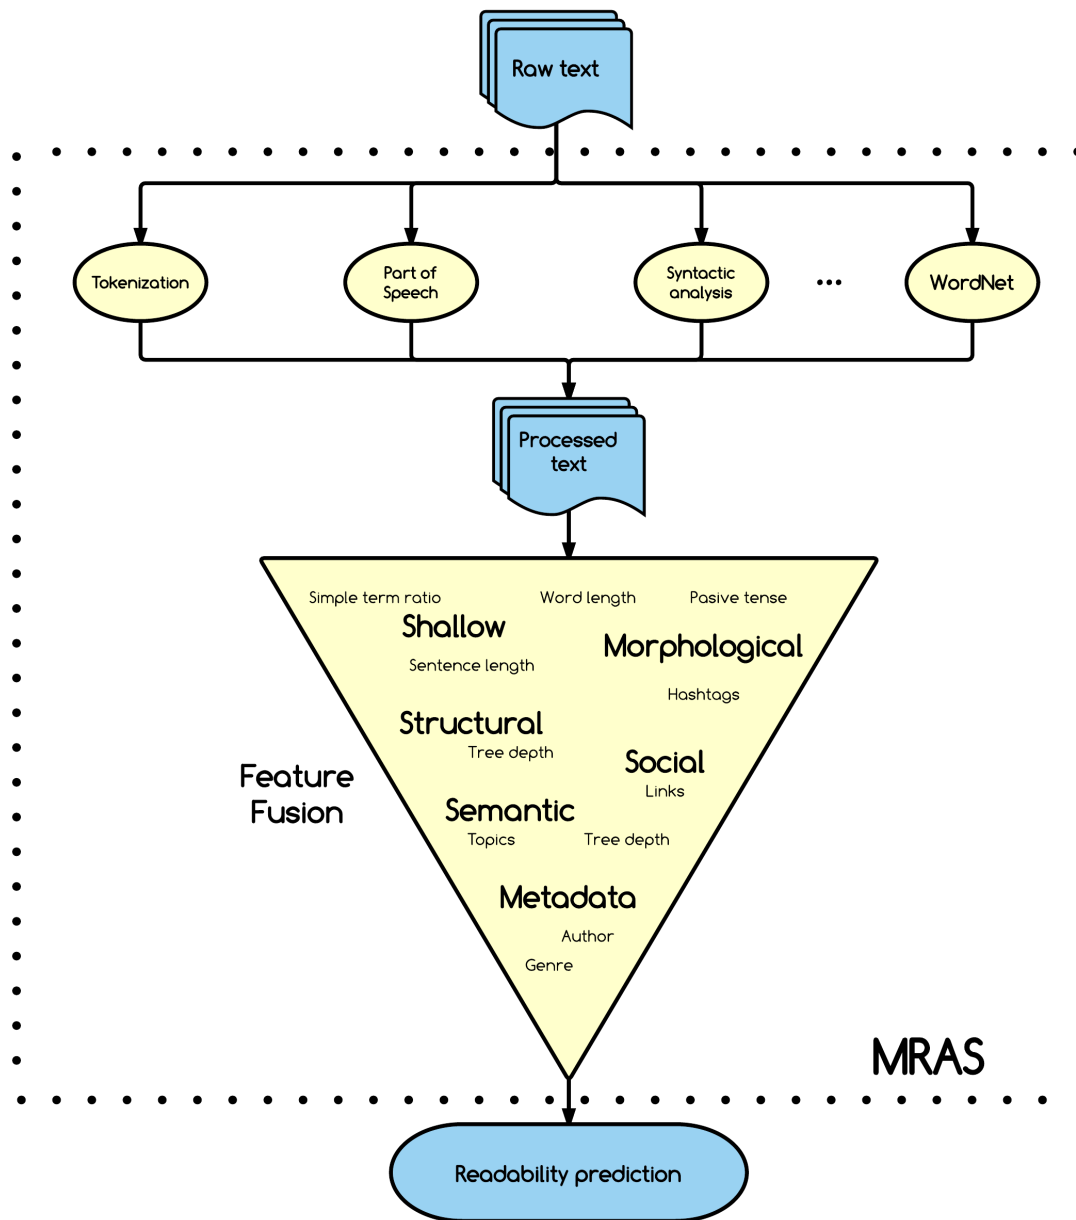 Raw text
Tokenization
Part of
Speech
Syntactic
analysis
...
WordNet
Processed
text
Simple term ratio
Word length
Pasive tense
Shallow
Morphological
Sentence length
Hashtags
Structural
Tree depth
Social
Links
Feature
Fusion
Semantic
Topics
Tree depth
Metadata
Author
Genre
MRAS
Readability prediction